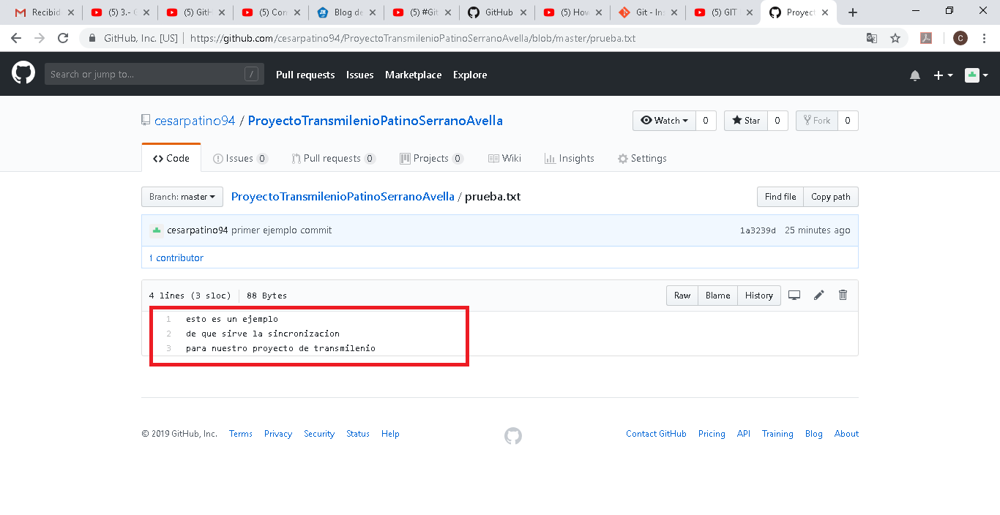 Recibid
(5) 3.- G
(5) GitH
(5) Con
Blog de
(5) #Git
GitHub
(5) How
Git - Ins
(5) GIT
Proyect
GitHub, Inc. [US] | https://github.com/cesarpatino94/ProyectoTransmilenioPatinoSerranoAvella/blob/master/prueba.txt
C
Search or jump to... /
Pull requests Issues Marketplace Explore
cesarpatino94 / ProyectoTransmilenioPatinoSerranoAvella
Watch 0 Star 0 Fork 0
Code Issues 0 Pull requests 0 Projects 0 Wiki Insights Settings
Branch: master ProyectoTransmilenioPatinoSerranoAvella / prueba.txt Find file Copy path
cesarpatino94 primer ejemplo commit 1a3239d 25 minutes ago
1 contributor
4 lines (3 sloc) 88 Bytes Raw Blame History
1 esto es un ejemplo
2 de que sirve la sincronizacion
3 para nuestro proyecto de transmilenio
© 2019 GitHub, Inc. Terms Privacy Security Status Help Contact GitHub Pricing API Training Blog About